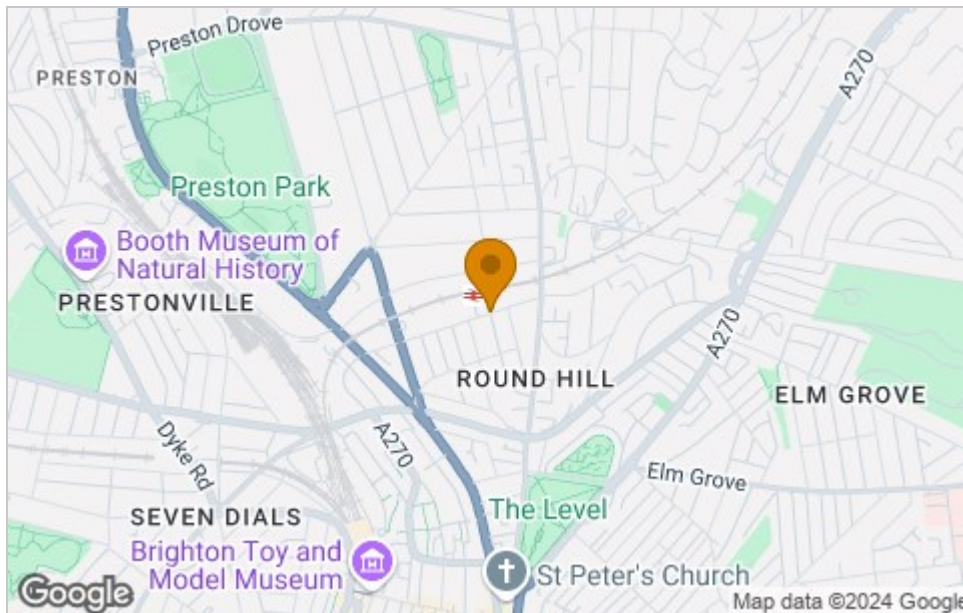 Preston Drove
PRESTON
A270
Preston Park
Booth Museum of
Natural History
PRESTONVILLE
A270
ROUND HILL
ELM GROVE
Dyke Rd
A270
Elm Grove
The Level
SEVEN DIALS
Brighton Toy and
Model Museum
St Peter's Church
Google
Map data ©2024 Google